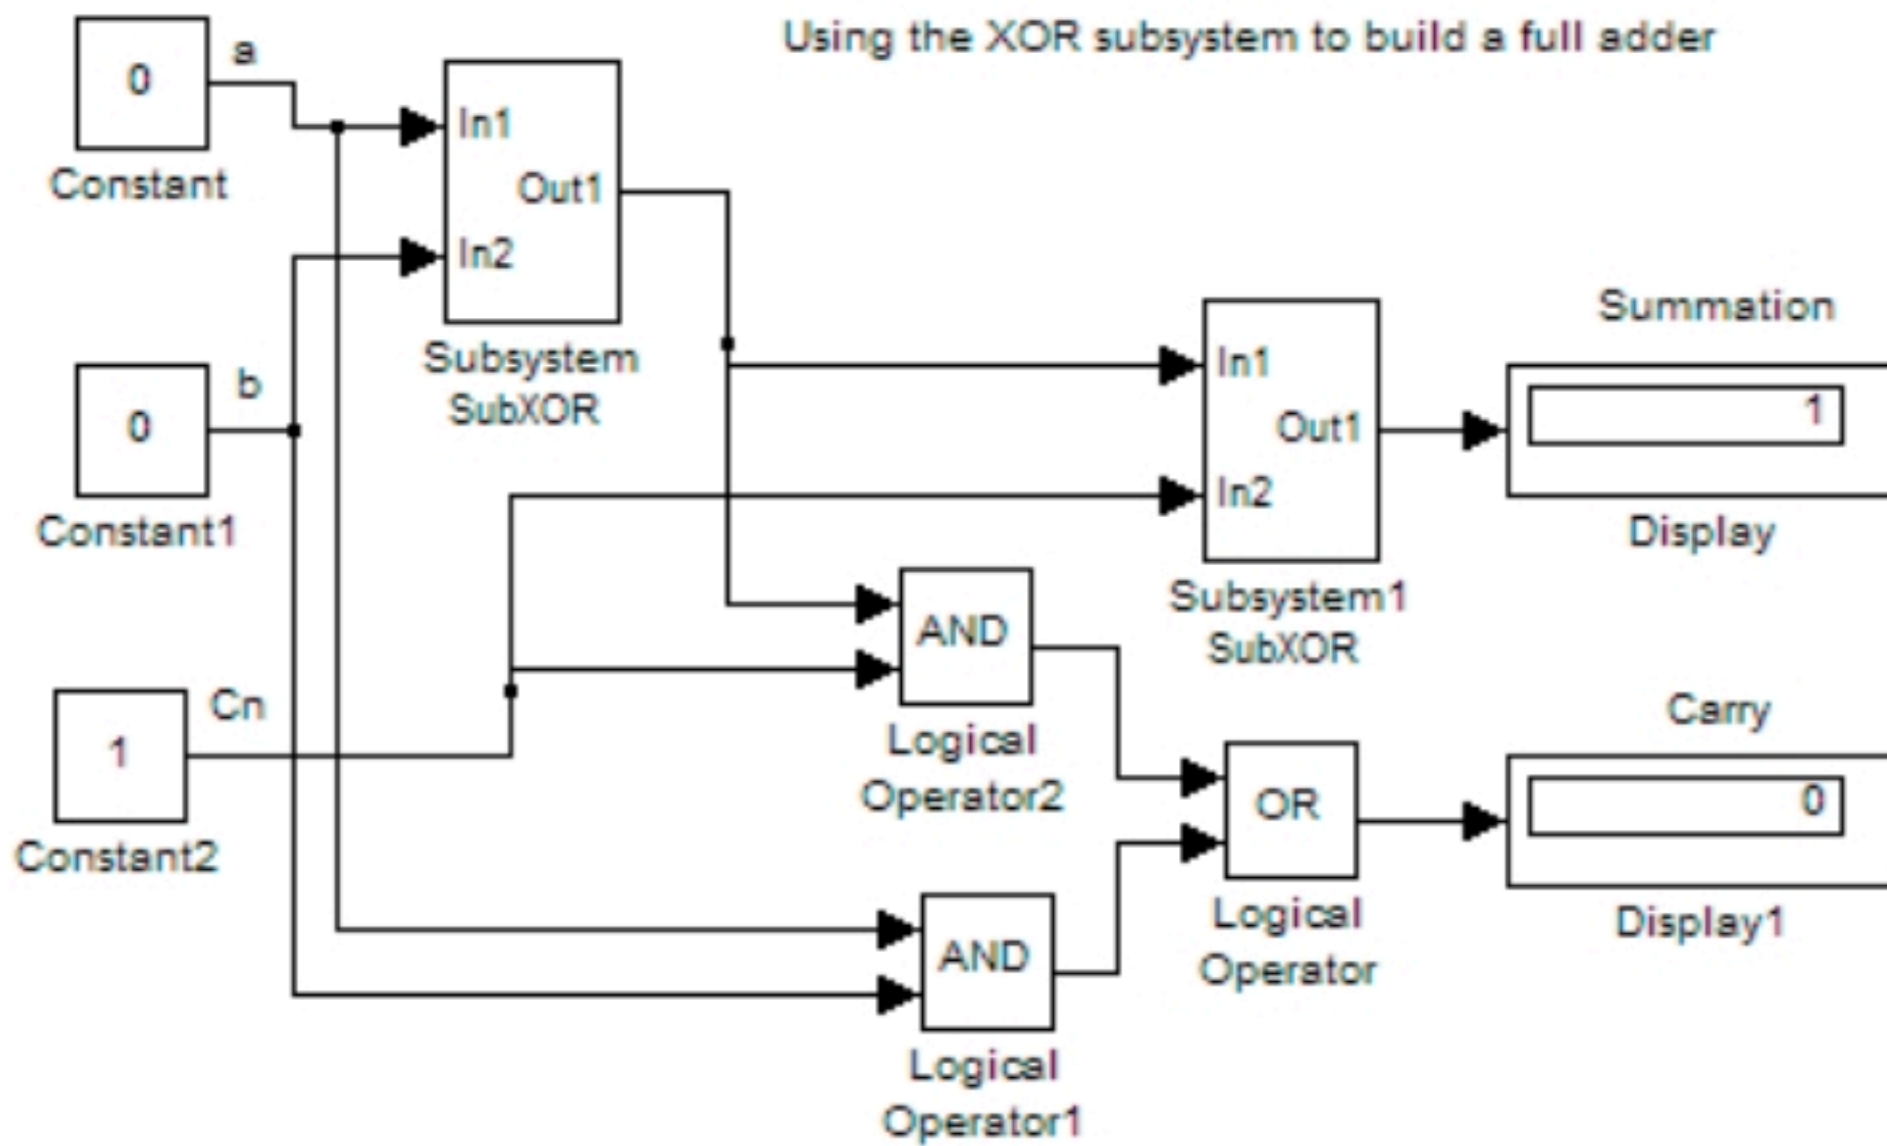 Using the XOR subsystem to build a full adder
0
a
Constant
In1
Out1
In2
Subsystem
SubXOR
0
b
Constant1
In1
Out1
In2
Subsystem1
SubXOR
Summation
1
Display
1
Cn
Constant2
AND
Logical
Operator2
OR
Logical
Operator
Carry
0
Display1
AND
Logical
Operator1